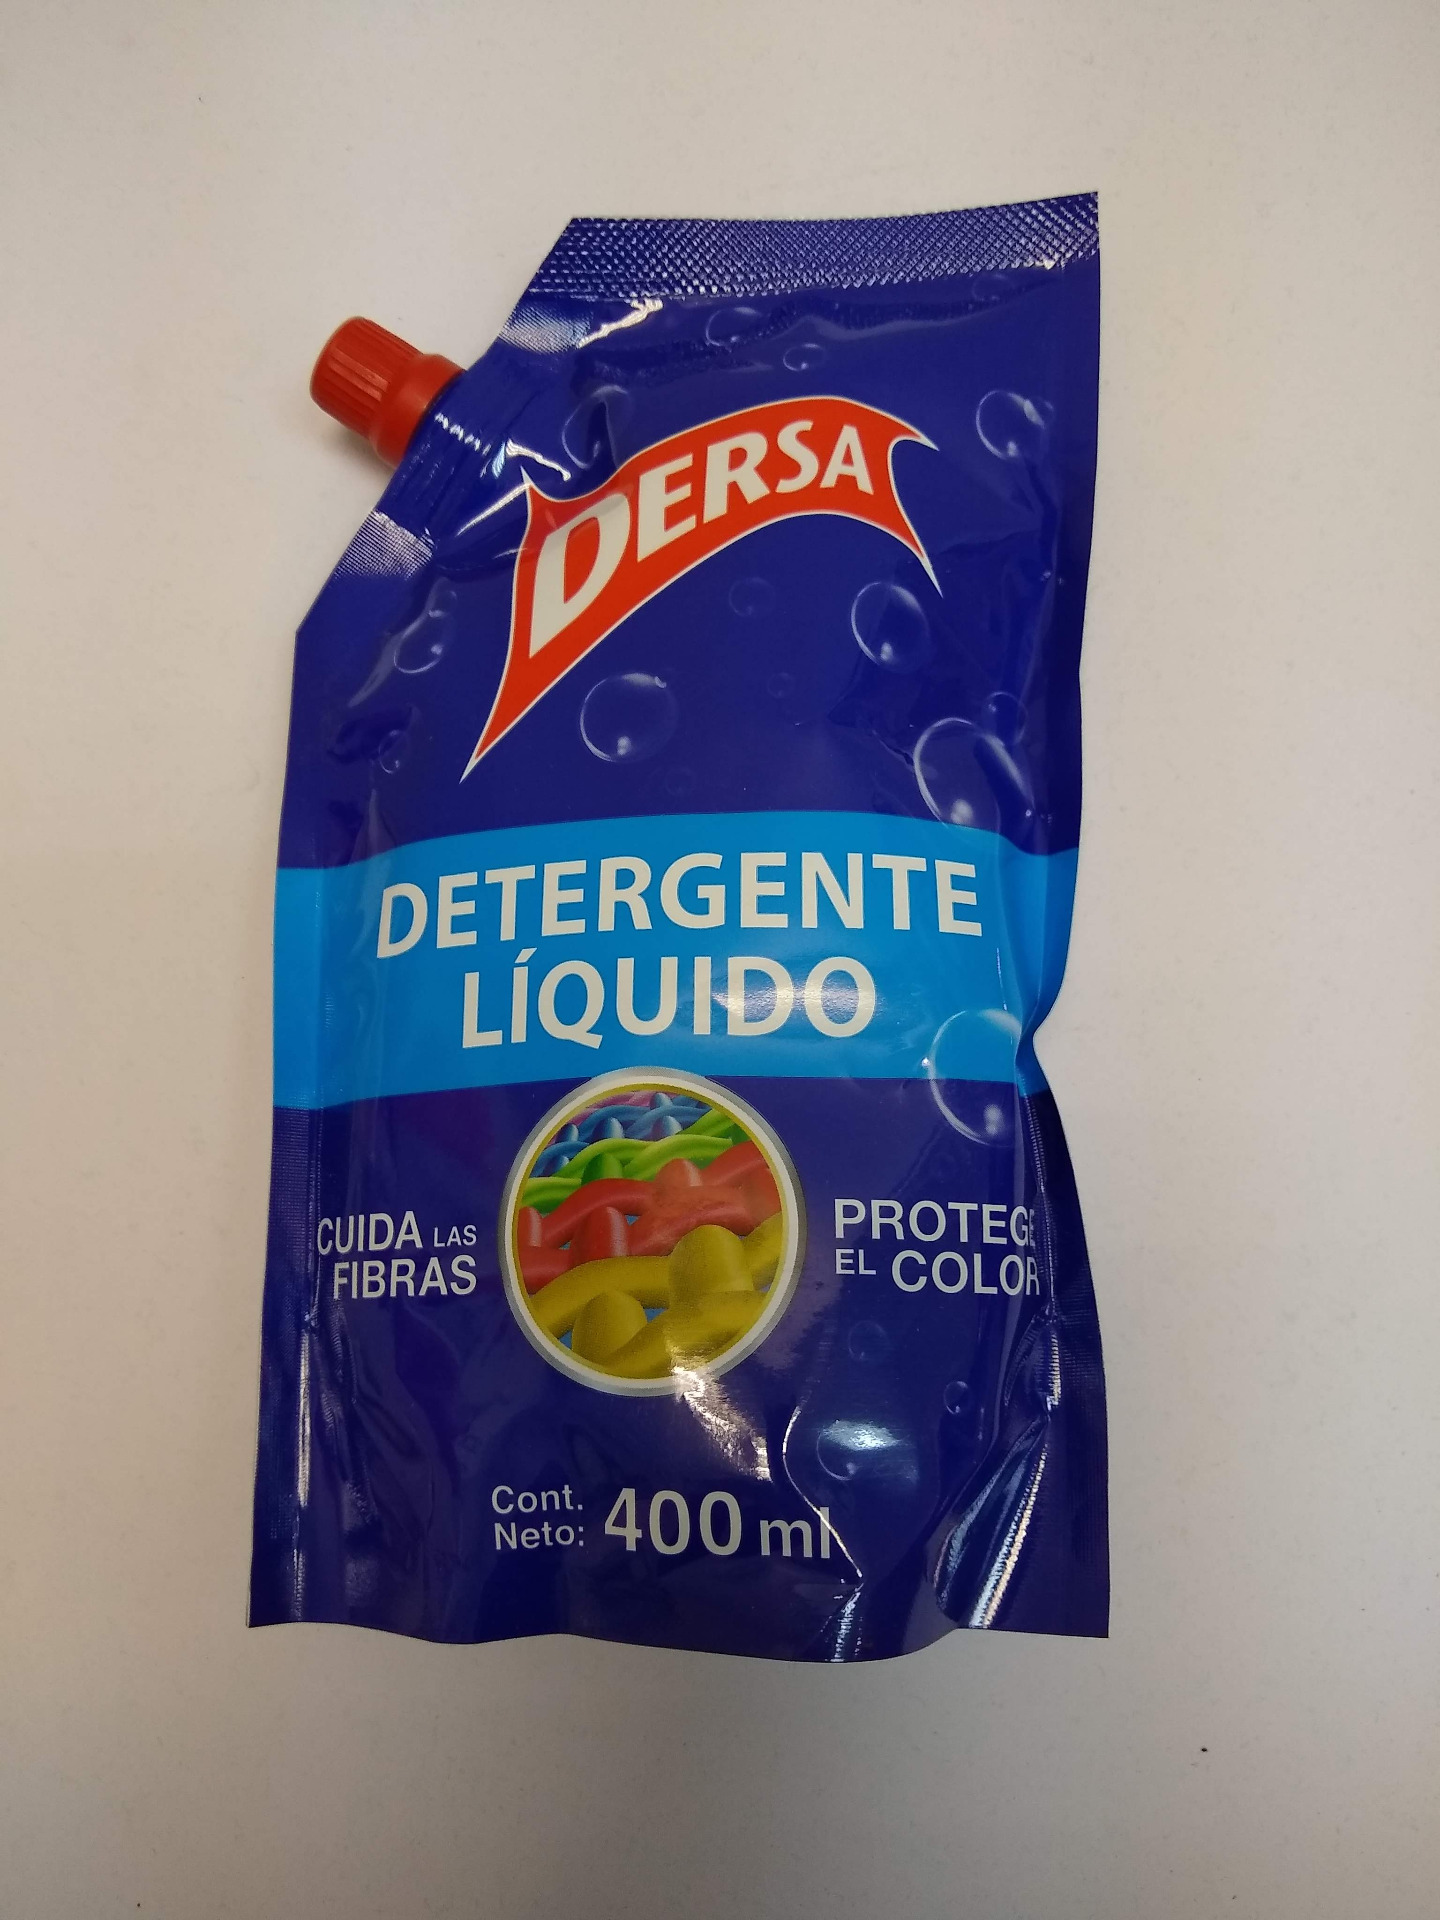 DERSA
DETERGENTE
LÍQUIDO
CUIDA LAS
FIBRAS
PROTEGE
EL COLOR
Cont.
Neto: 400 ml